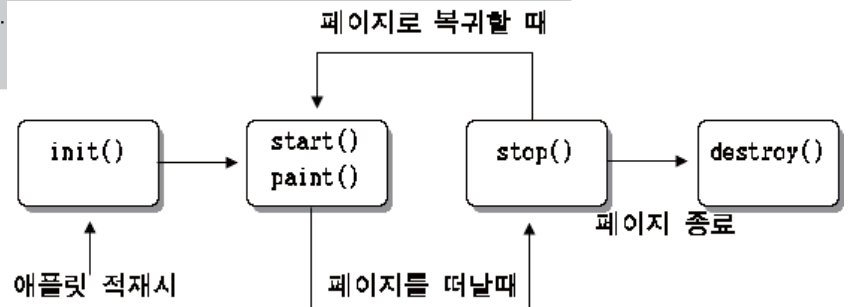 페이지로 복귀할 때
init()
start()
paint()
stop()
destroy()
페이지 종료
애플릿 적재시
페이지를 떠날때